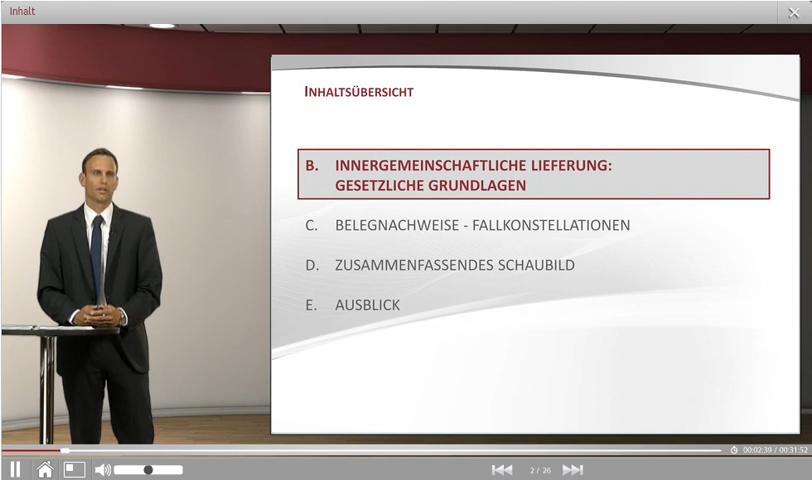 Inhalt
INHALTSÜBERSICHT
B. INNERGEMEINSCHAFTLICHE LIEFERUNG:
GESETZLICHE GRUNDLAGEN
C. BELEGNACHWEISE - FALLKONSTELLATIONEN
D. ZUSAMMENFASSENDES SCHAUBILD
E. AUSBLICK
00:02:39 / 00:31:52
2 / 26